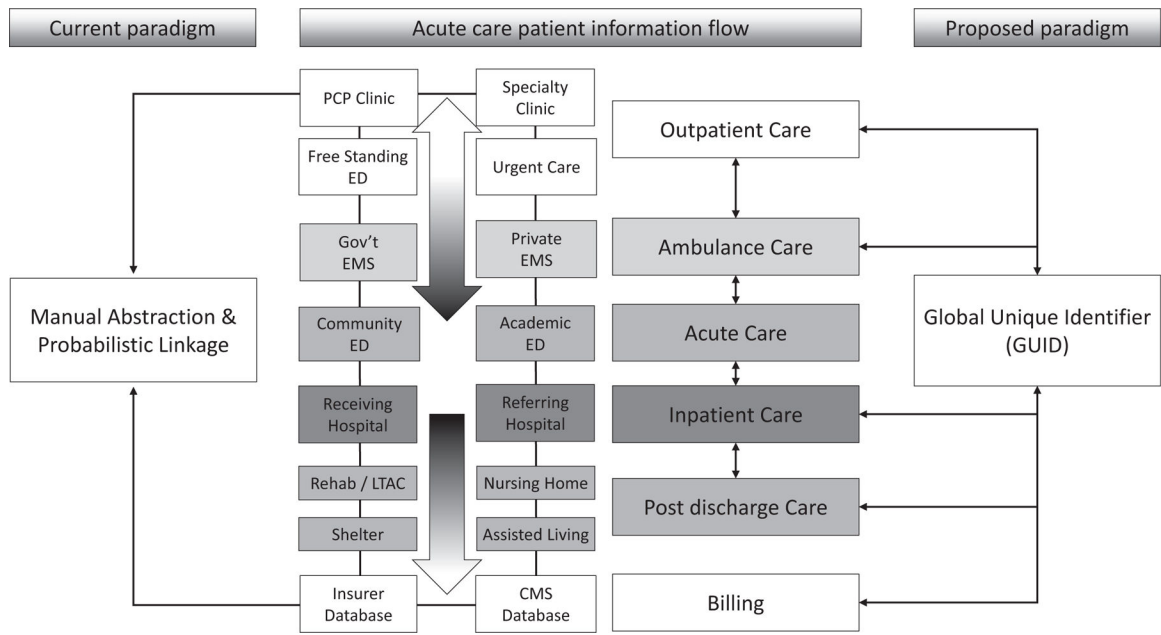 Current paradigm
Acute care patient information flow
Proposed paradigm
PCP Clinic
Specialty
Clinic
Free Standing
ED
Urgent Care
Gov't
EMS
Private
EMS
Community
ED
Academic
ED
Receiving
Hospital
Referring
Hospital
Rehab / LTAC
Nursing Home
Shelter
Assisted Living
Insurer
Database
CMS
Database
Manual Abstraction &
Probabilistic Linkage
Outpatient Care
Ambulance Care
Acute Care
Inpatient Care
Post discharge Care
Billing
Global Unique Identifier
(GUID)